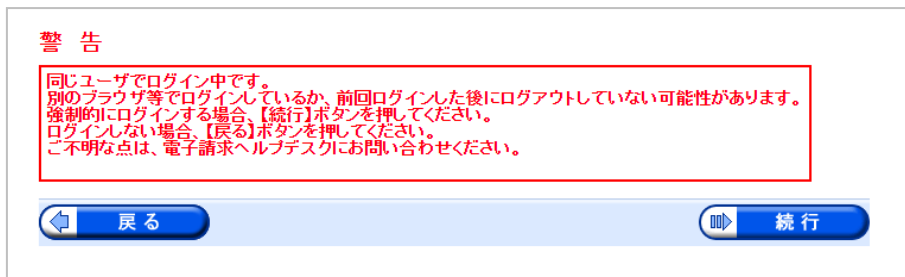 警 告
同じユーザでログイン中です。
別のブラウザ等でログインしているか、前回ログインした後にログアウトしていない可能性があります。
強制的にログインする場合、【続行】ボタンを押してください。
ログインしない場合、【戻る】ボタンを押してください。
ご不明な点は、電子請求ヘルプデスクにお問い合わせください。
戻 る
続 行